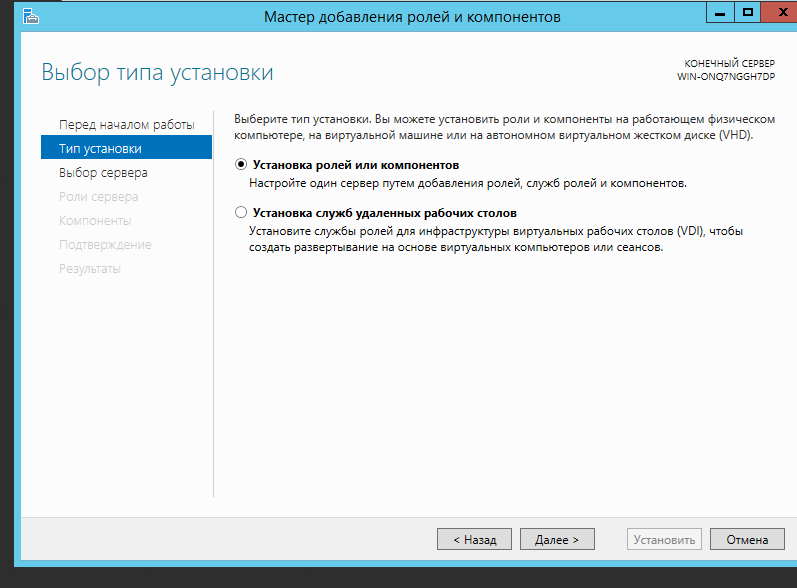 Мастер добавления ролей и компонентов
Выбор типа установки
КОНЕЧНЫЙ СЕРВЕР
WIN-ONQ7NGGH7DP
Перед началом работы
Тип установки
Выбор сервера
Роли сервера
Компоненты
Подтверждение
Результаты
Выберите тип установки. Вы можете установить роли и компоненты на работающем физическом
компьютере, на виртуальной машине или на автономном виртуальном жестком диске (VHD).
Установка ролей или компонентов
Настройте один сервер путем добавления ролей, служб ролей и компонентов.
Установка служб удаленных рабочих столов
Установите службы ролей для инфраструктуры виртуальных рабочих столов (VDI), чтобы
создать развертывание на основе виртуальных компьютеров или сеансов.
< Назад
Далее >
Установить
Отмена